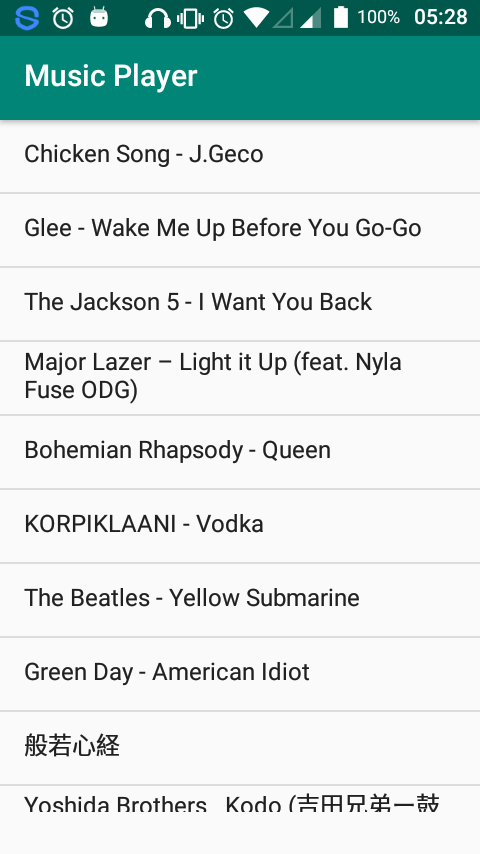 100% 05:28
Music Player
Chicken Song - J.Geco
Glee - Wake Me Up Before You Go-Go
The Jackson 5 - I Want You Back
Major Lazer – Light it Up (feat. Nyla
Fuse ODG)
Bohemian Rhapsody - Queen
KORPIKLAANI - Vodka
The Beatles - Yellow Submarine
Green Day - American Idiot
般若心経
Yoshida Brothers Kodo (吉田兄弟一鼓